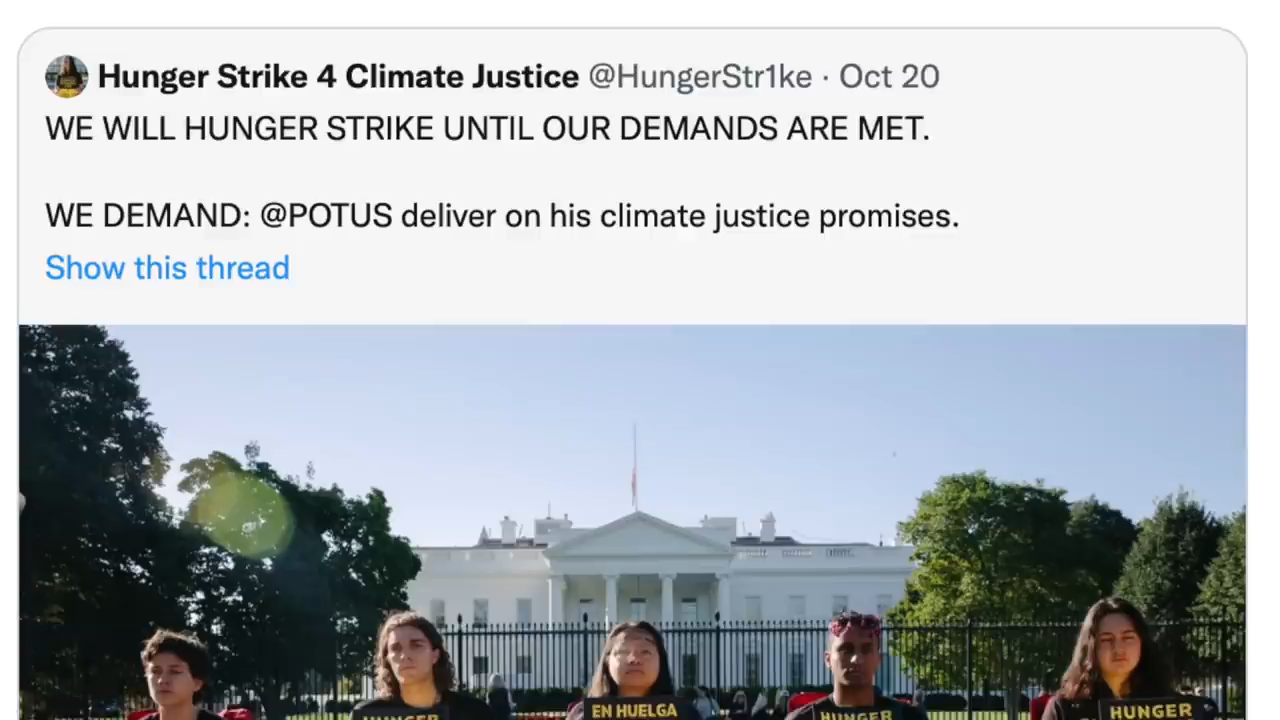 Hunger Strike 4 Climate Justice @HungerStr1ke · Oct 20
WE WILL HUNGER STRIKE UNTIL OUR DEMANDS ARE MET.
WE DEMAND: @POTUS deliver on his climate justice promises.
Show this thread
HUNGER
EN HUELGA
HUNGER
HUNGER